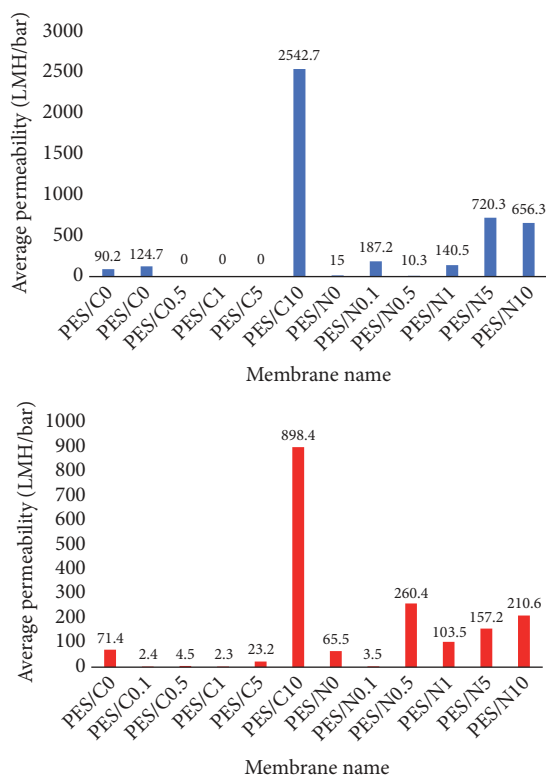 Average permeability (LMH/bar)
3000
2500
2000
1500
1000
500
0
90.2
124.7
0
0
0
2542.7
15
187.2
10.3
140.5
720.3
656.3
PES/C0
PES/C0
PES/C0.5
PES/C1
PES/C5
PES/C10
PES/N0
PES/N0.1
PES/N0.5
PES/N1
PES/N5
PES/N10
Membrane name
Average permeability (LMH/bar)
1000
900
800
700
600
500
400
300
200
100
0
71.4
2.4
4.5
2.3
23.2
898.4
65.5
3.5
260.4
103.5
157.2
210.6
PES/C0
PES/C0.1
PES/C0.5
PES/C1
PES/C5
PES/C10
PES/N0
PES/N0.1
PES/N0.5
PES/N1
PES/N5
PES/N10
Membrane name